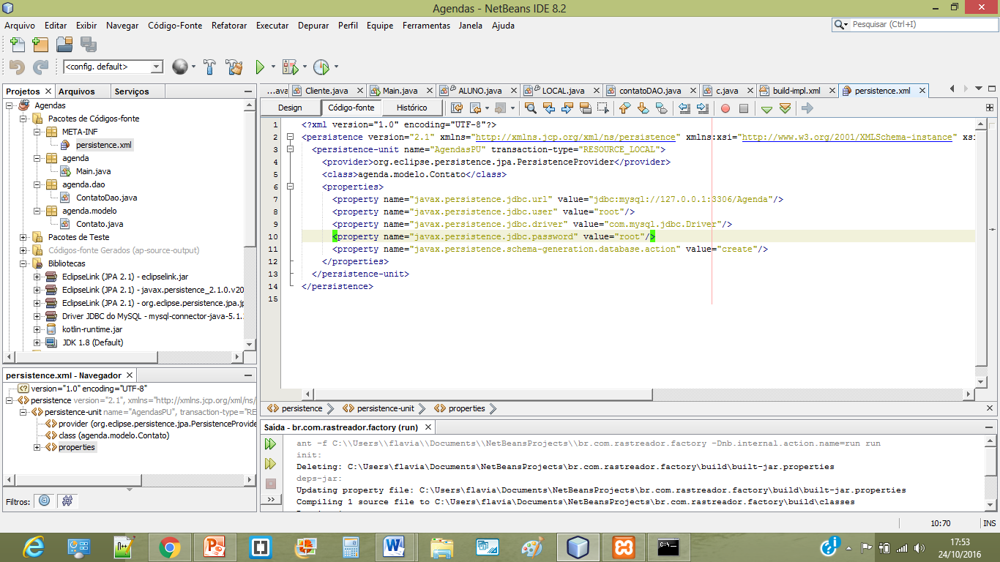 Agendas - NetBeans IDE 8.2
Arquivo Editar Exibir Navegar Código-Fonte Refatorar Executar Depurar Perfil Equipe Ferramentas Janela Ajuda
Pesquisar (Ctrl+I)
<config. default>
Projetos Arquivos Serviços
Agendas
Pacotes de Códigos-fonte
META-INF
persistence.xml
agenda
Main.java
agenda.dao
ContatoDao.java
agenda.modelo
Contato.java
Pacotes de Teste
Códigos-fonte Gerados (ap-source-output)
Bibliotecas
EclipseLink (JPA 2.1) - eclipselink.jar
EclipseLink (JPA 2.1) - javax.persistence_2.1.0.v20
EclipseLink (JPA 2.1) - org.eclipse.persistence.jpa.jp
Driver JDBC do MySQL - mysql-connector-java-5.1.
kotlin-runtime.jar
JDK 1.8 (Default)
persistence.xml - Navegador
version="1.0" encoding="UTF-8"
persistence version="2.1", xmlns="http://xmlns.jcp.org/xml/ns/
persistence-unit name="AgendasPU", transaction-type="RE
provider (org.eclipse.persistence.jpa.PersistenceProvide
class (agenda.modelo.Contato)
properties
Filtros:
...ava Cliente.java Main.java ALUNO.java LOCAL.java contatoDAO.java c.java build-impl.xml persistence.xml
Design Código-fonte Histórico
1 <?xml version="1.0" encoding="UTF-8"?>
2 <persistence version="2.1" xmlns="http://xmlns.jcp.org/xml/ns/persistence" xmlns:xsi="http://www.w3.org/2001/XMLSchema-instance" xsi
3 <persistence-unit name="AgendasPU" transaction-type="RESOURCE_LOCAL">
4 <provider>org.eclipse.persistence.jpa.PersistenceProvider</provider>
5 <class>agenda.modelo.Contato</class>
6 <properties>
7 <property name="javax.persistence.jdbc.url" value="jdbc:mysql://127.0.0.1:3306/Agenda"/>
8 <property name="javax.persistence.jdbc.user" value="root"/>
9 <property name="javax.persistence.jdbc.driver" value="com.mysql.jdbc.Driver"/>
10 <property name="javax.persistence.jdbc.password" value="root"/>
11 <property name="javax.persistence.schema-generation.database.action" value="create"/>
12 </properties>
13 </persistence-unit>
14 </persistence>
15
persistence persistence-unit properties
Saída - br.com.rastreador.factory (run)
ant -f C:\\Users\\flavia\\Documents\\NetBeansProjects\\br.com.rastreador.factory -Dnb.internal.action.name=run run
init:
Deleting: C:\Users\flavia\Documents\NetBeansProjects\br.com.rastreador.factory\build\built-jar.properties
deps-jar:
Updating property file: C:\Users\flavia\Documents\NetBeansProjects\br.com.rastreador.factory\build\built-jar.properties
Compiling 1 source file to C:\Users\flavia\Documents\NetBeansProjects\br.com.rastreador.factory\build\classes
10:70 INS
17:53
24/10/2016